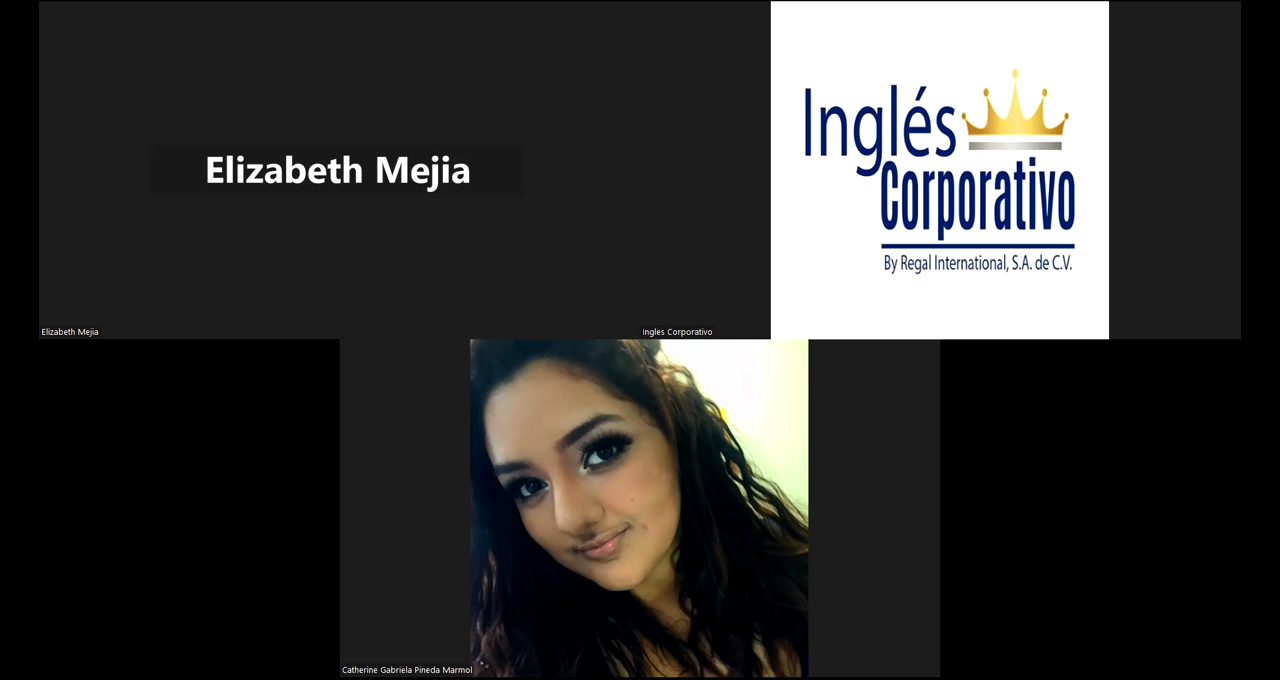 Elizabeth Mejia
Elizabeth Mejia
Inglés
Corporativo
By Regal International, S.A. de C.V.
Ingles Corporativo
Catherine Gabriela Pineda Marmol